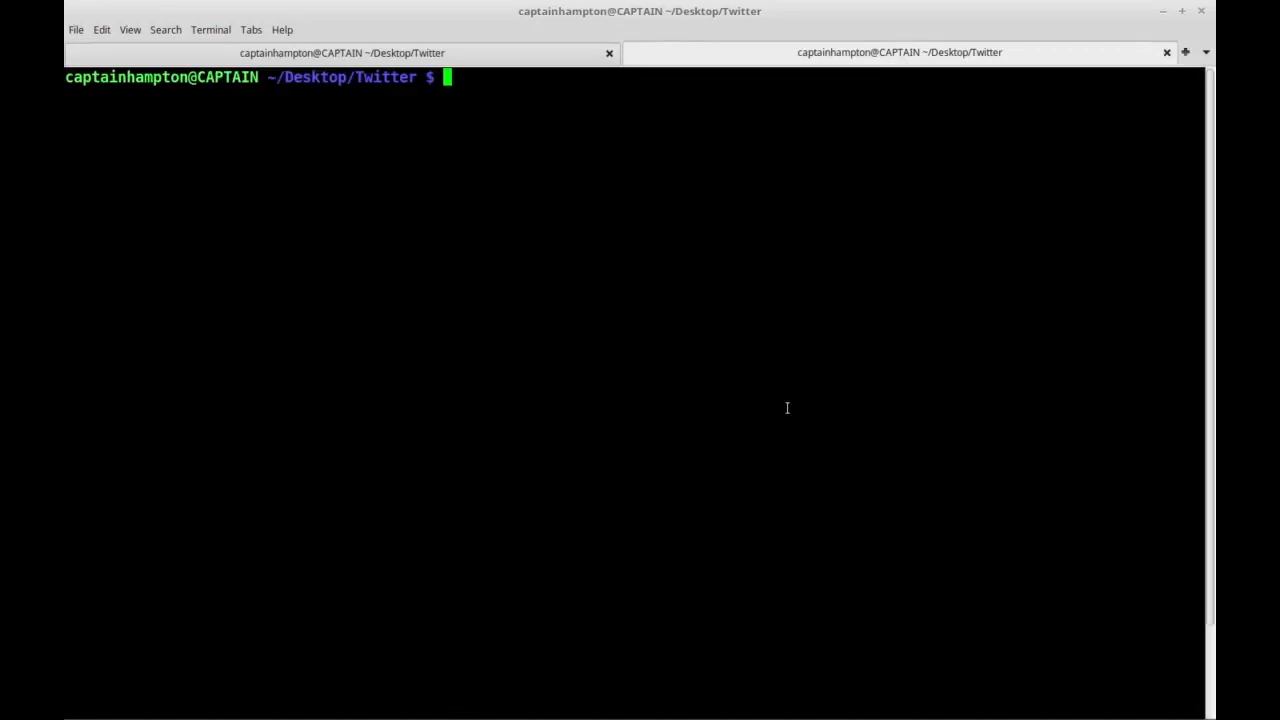 captainhampton@CAPTAIN ~/Desktop/Twitter
File Edit View Search Terminal Tabs Help
captainhampton@CAPTAIN ~/Desktop/Twitter
captainhampton@CAPTAIN ~/Desktop/Twitter
captainhampton@CAPTAIN ~/Desktop/Twitter $